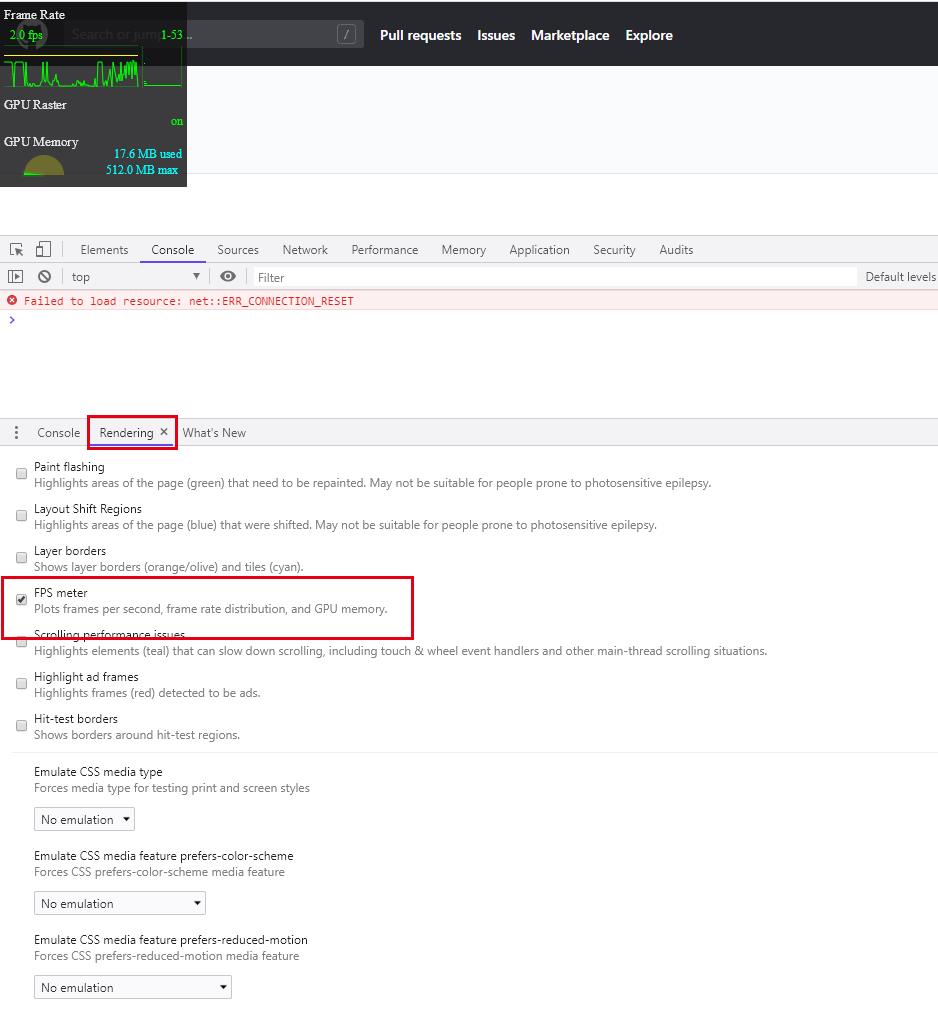 Frame Rate
2.0 fps 1-53
Search or jump ...
/
Pull requests Issues Marketplace Explore
GPU Raster
on
GPU Memory
17.6 MB used
512.0 MB max
Elements Console Sources Network Performance Memory Application Security Audits
top Filter Default levels
Failed to load resource: net::ERR_CONNECTION_RESET
Console Rendering What's New
Paint flashing
Highlights areas of the page (green) that need to be repainted. May not be suitable for people prone to photosensitive epilepsy.
Layout Shift Regions
Highlights areas of the page (blue) that were shifted. May not be suitable for people prone to photosensitive epilepsy.
Layer borders
Shows layer borders (orange/olive) and tiles (cyan).
FPS meter
Plots frames per second, frame rate distribution, and GPU memory.
Scrolling performance issues
Highlights elements (teal) that can slow down scrolling, including touch & wheel event handlers and other main-thread scrolling situations.
Highlight ad frames
Highlights frames (red) detected to be ads.
Hit-test borders
Shows borders around hit-test regions.
Emulate CSS media type
Forces media type for testing print and screen styles
No emulation
Emulate CSS media feature prefers-color-scheme
Forces CSS prefers-color-scheme media feature
No emulation
Emulate CSS media feature prefers-reduced-motion
Forces CSS prefers-reduced-motion media feature
No emulation